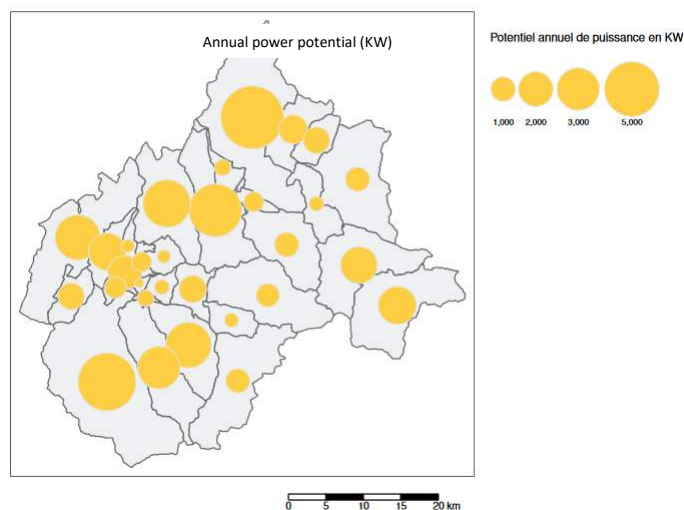 Annual power potential (KW)
Potentiel annuel de puissance en KW
1,000 2,000 3,000 5,000
0 5 10 15 20 km